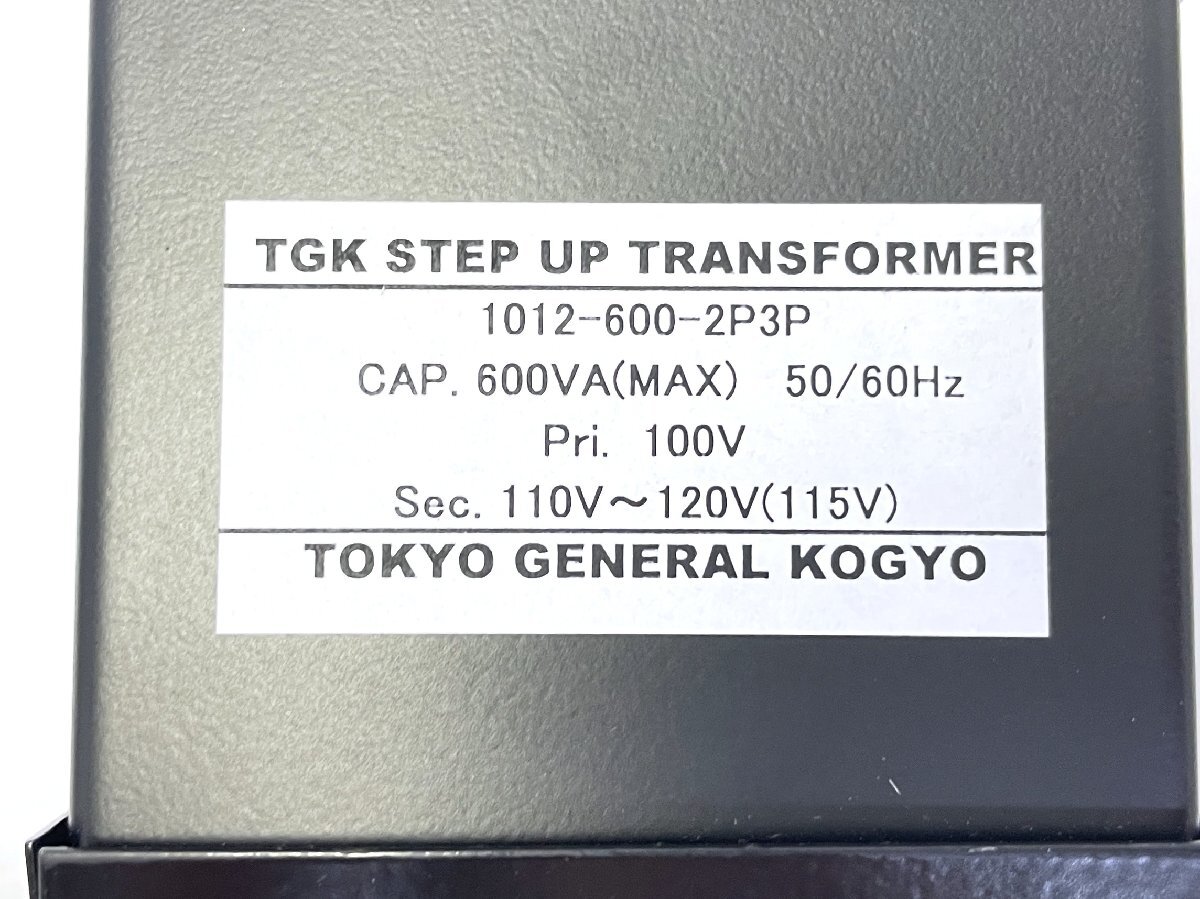 TGK STEP UP TRANSFORMER
1012-600-2P3P
CAP. 600VA(MAX) 50/60Hz
Pri. 100V
Sec. 110V～120V(115V)
TOKYO GENERAL KOGYO